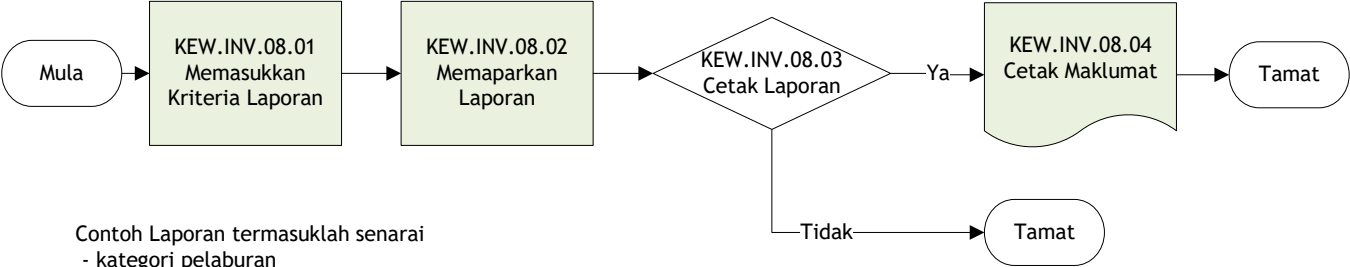 Mula
KEW.INV.08.01
Memasukkan
Kriteria Laporan
KEW.INV.08.02
Memaparkan
Laporan
KEW.INV.08.03
Cetak Laporan
Ya
KEW.INV.08.04
Cetak Maklumat
Tamat
Tidak
Tamat
Contoh Laporan termasuklah senarai
- kategori pelaburan